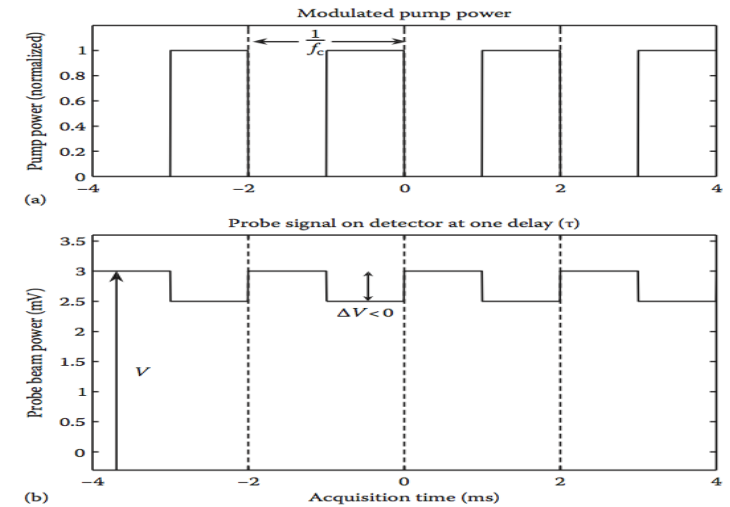 Modulated pump power
Pump power (normalized)
1
0.8
0.6
0.4
0.2
0
1
f_c
−4
−2
0
2
4
(a)
Probe signal on detector at one delay (τ)
Probe beam power (mV)
3.5
3
2.5
2
1.5
1
0.5
0
ΔV<0
V
−4
−2
0
2
4
(b)
Acquisition time (ms)